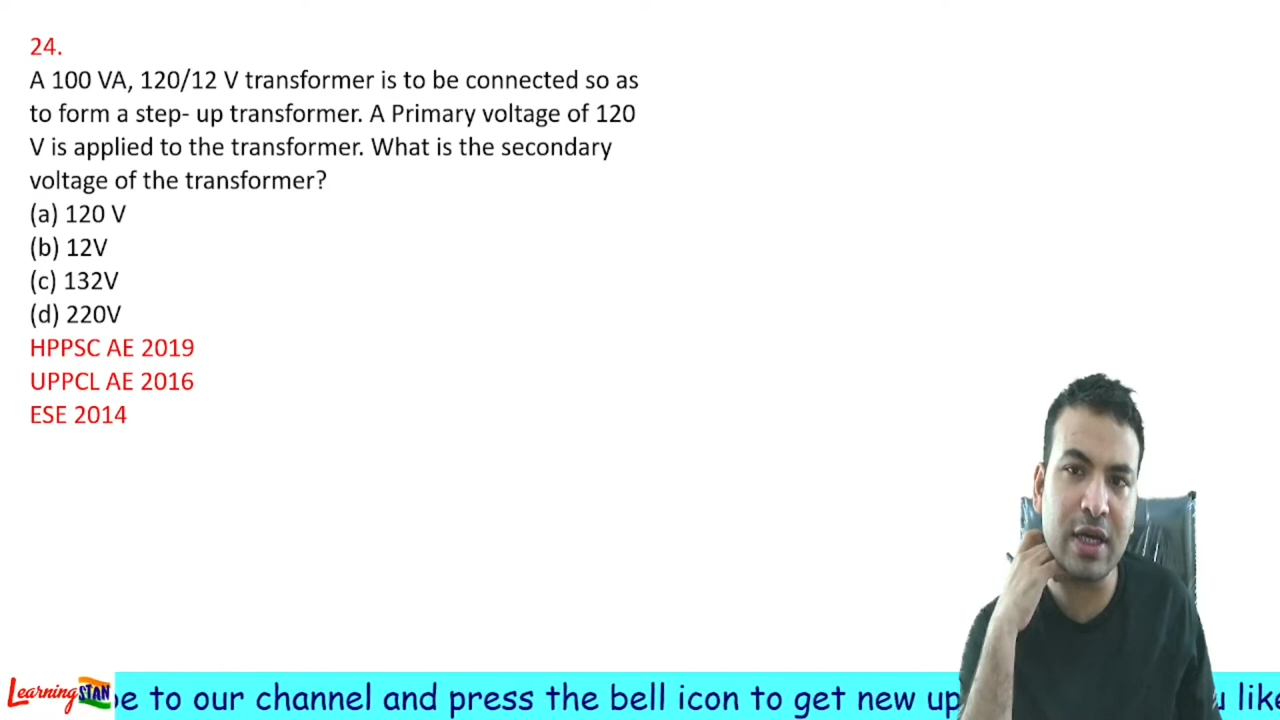 24.
A 100 VA, 120/12 V transformer is to be connected so as
to form a step- up transformer. A Primary voltage of 120
V is applied to the transformer. What is the secondary
voltage of the transformer?
(a) 120 V
(b) 12V
(c) 132V
(d) 220V
HPPSC AE 2019
UPPCL AE 2016
ESE 2014
LearningSTAN
to our channel and press the bell icon to get new